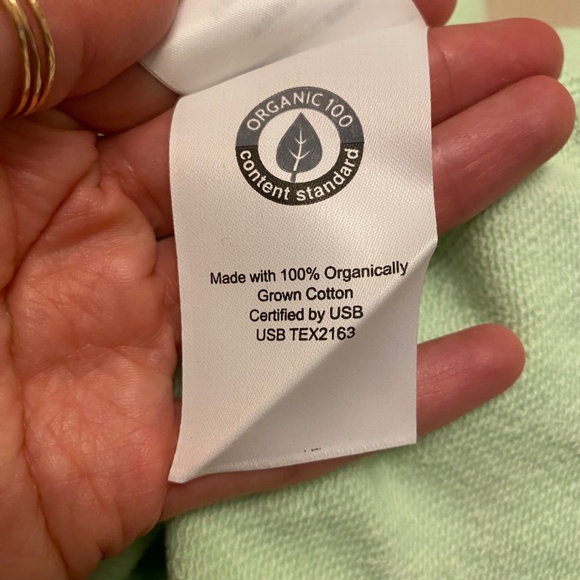 ORGANIC 100
content standard
Made with 100% Organically
Grown Cotton
Certified by USB
USB TEX2163